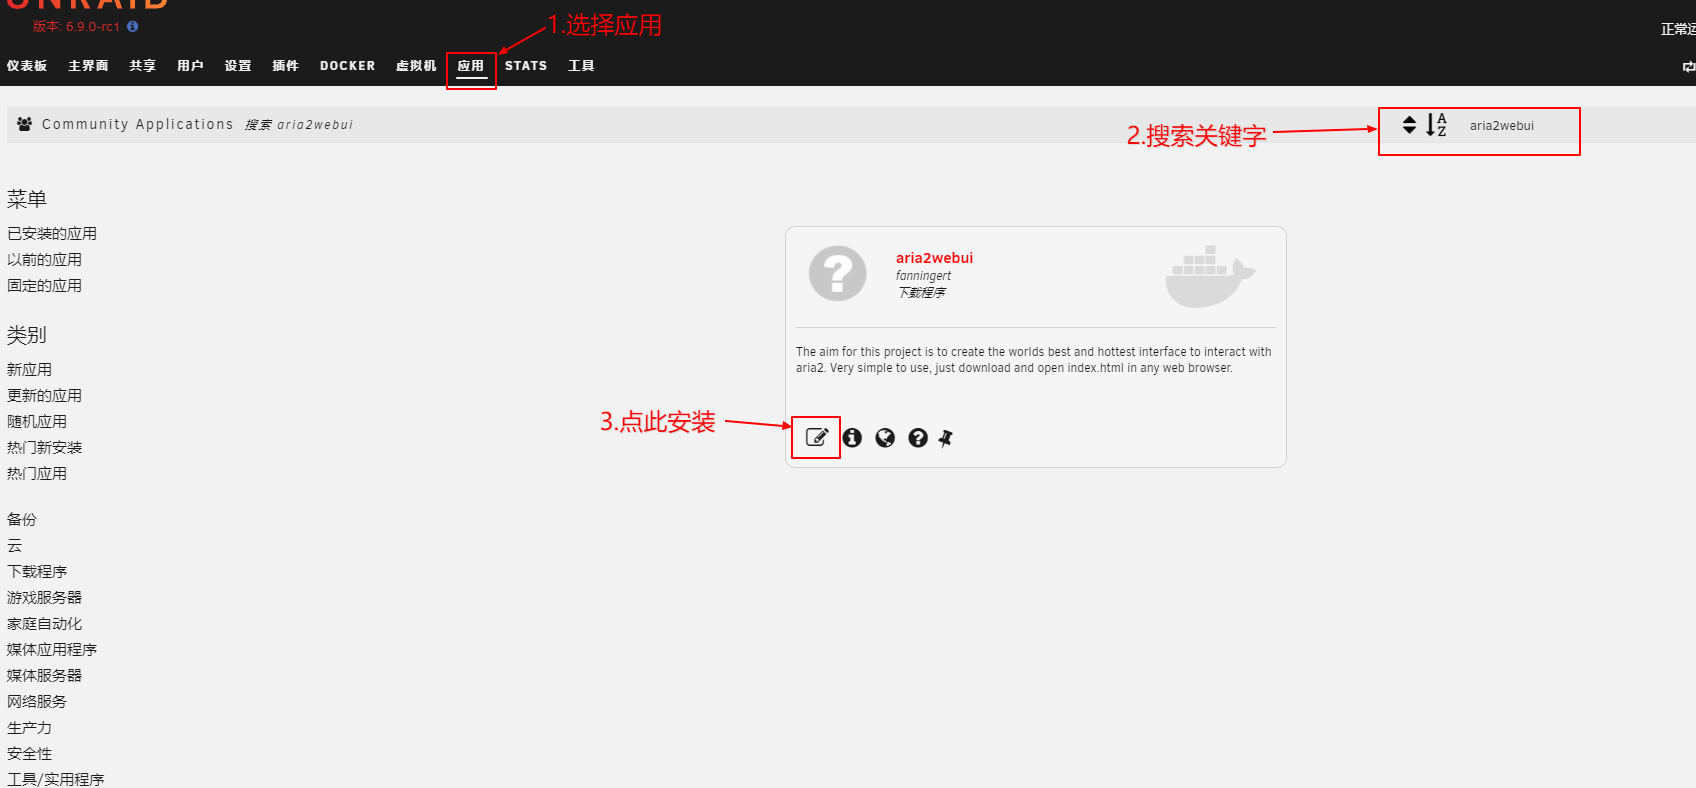 UNRAID
版本: 6.9.0-rc1
1.选择应用
正常运
仪表板 主界面 共享 用户 设置 插件 DOCKER 虚拟机 应用 STATS 工具
Community Applications 搜索 aria2webui
2.搜索关键字
A
Z
aria2webui
菜单
已安装的应用
以前的应用
固定的应用
类别
新应用
更新的应用
随机应用
热门新安装
热门应用
备份
云
下载程序
游戏服务器
家庭自动化
媒体应用程序
媒体服务器
网络服务
生产力
安全性
工具/实用程序
aria2webui
fanningert
下载程序
The aim for this project is to create the worlds best and hottest interface to interact with
aria2. Very simple to use, just download and open index.html in any web browser.
3.点此安装